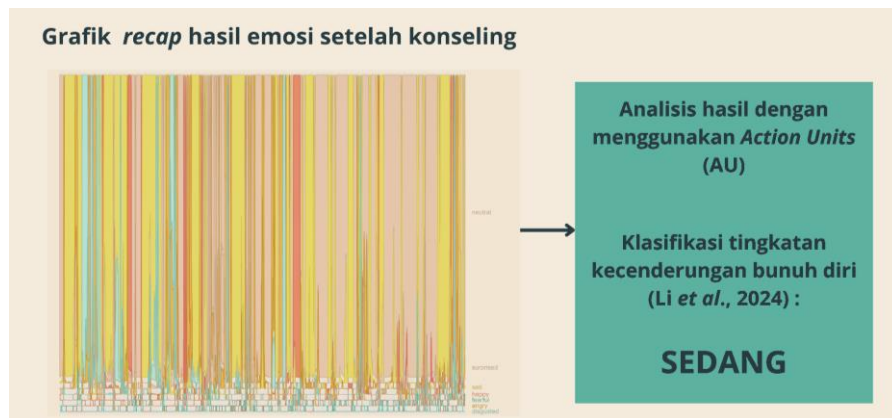 Grafik recap hasil emosi setelah konseling
neutral
surprised
sad
happy
fearful
angry
disgusted
Analisis hasil dengan
menggunakan Action Units
(AU)
Klasifikasi tingkatan
kecenderungan bunuh diri
(Li et al., 2024) :
SEDANG